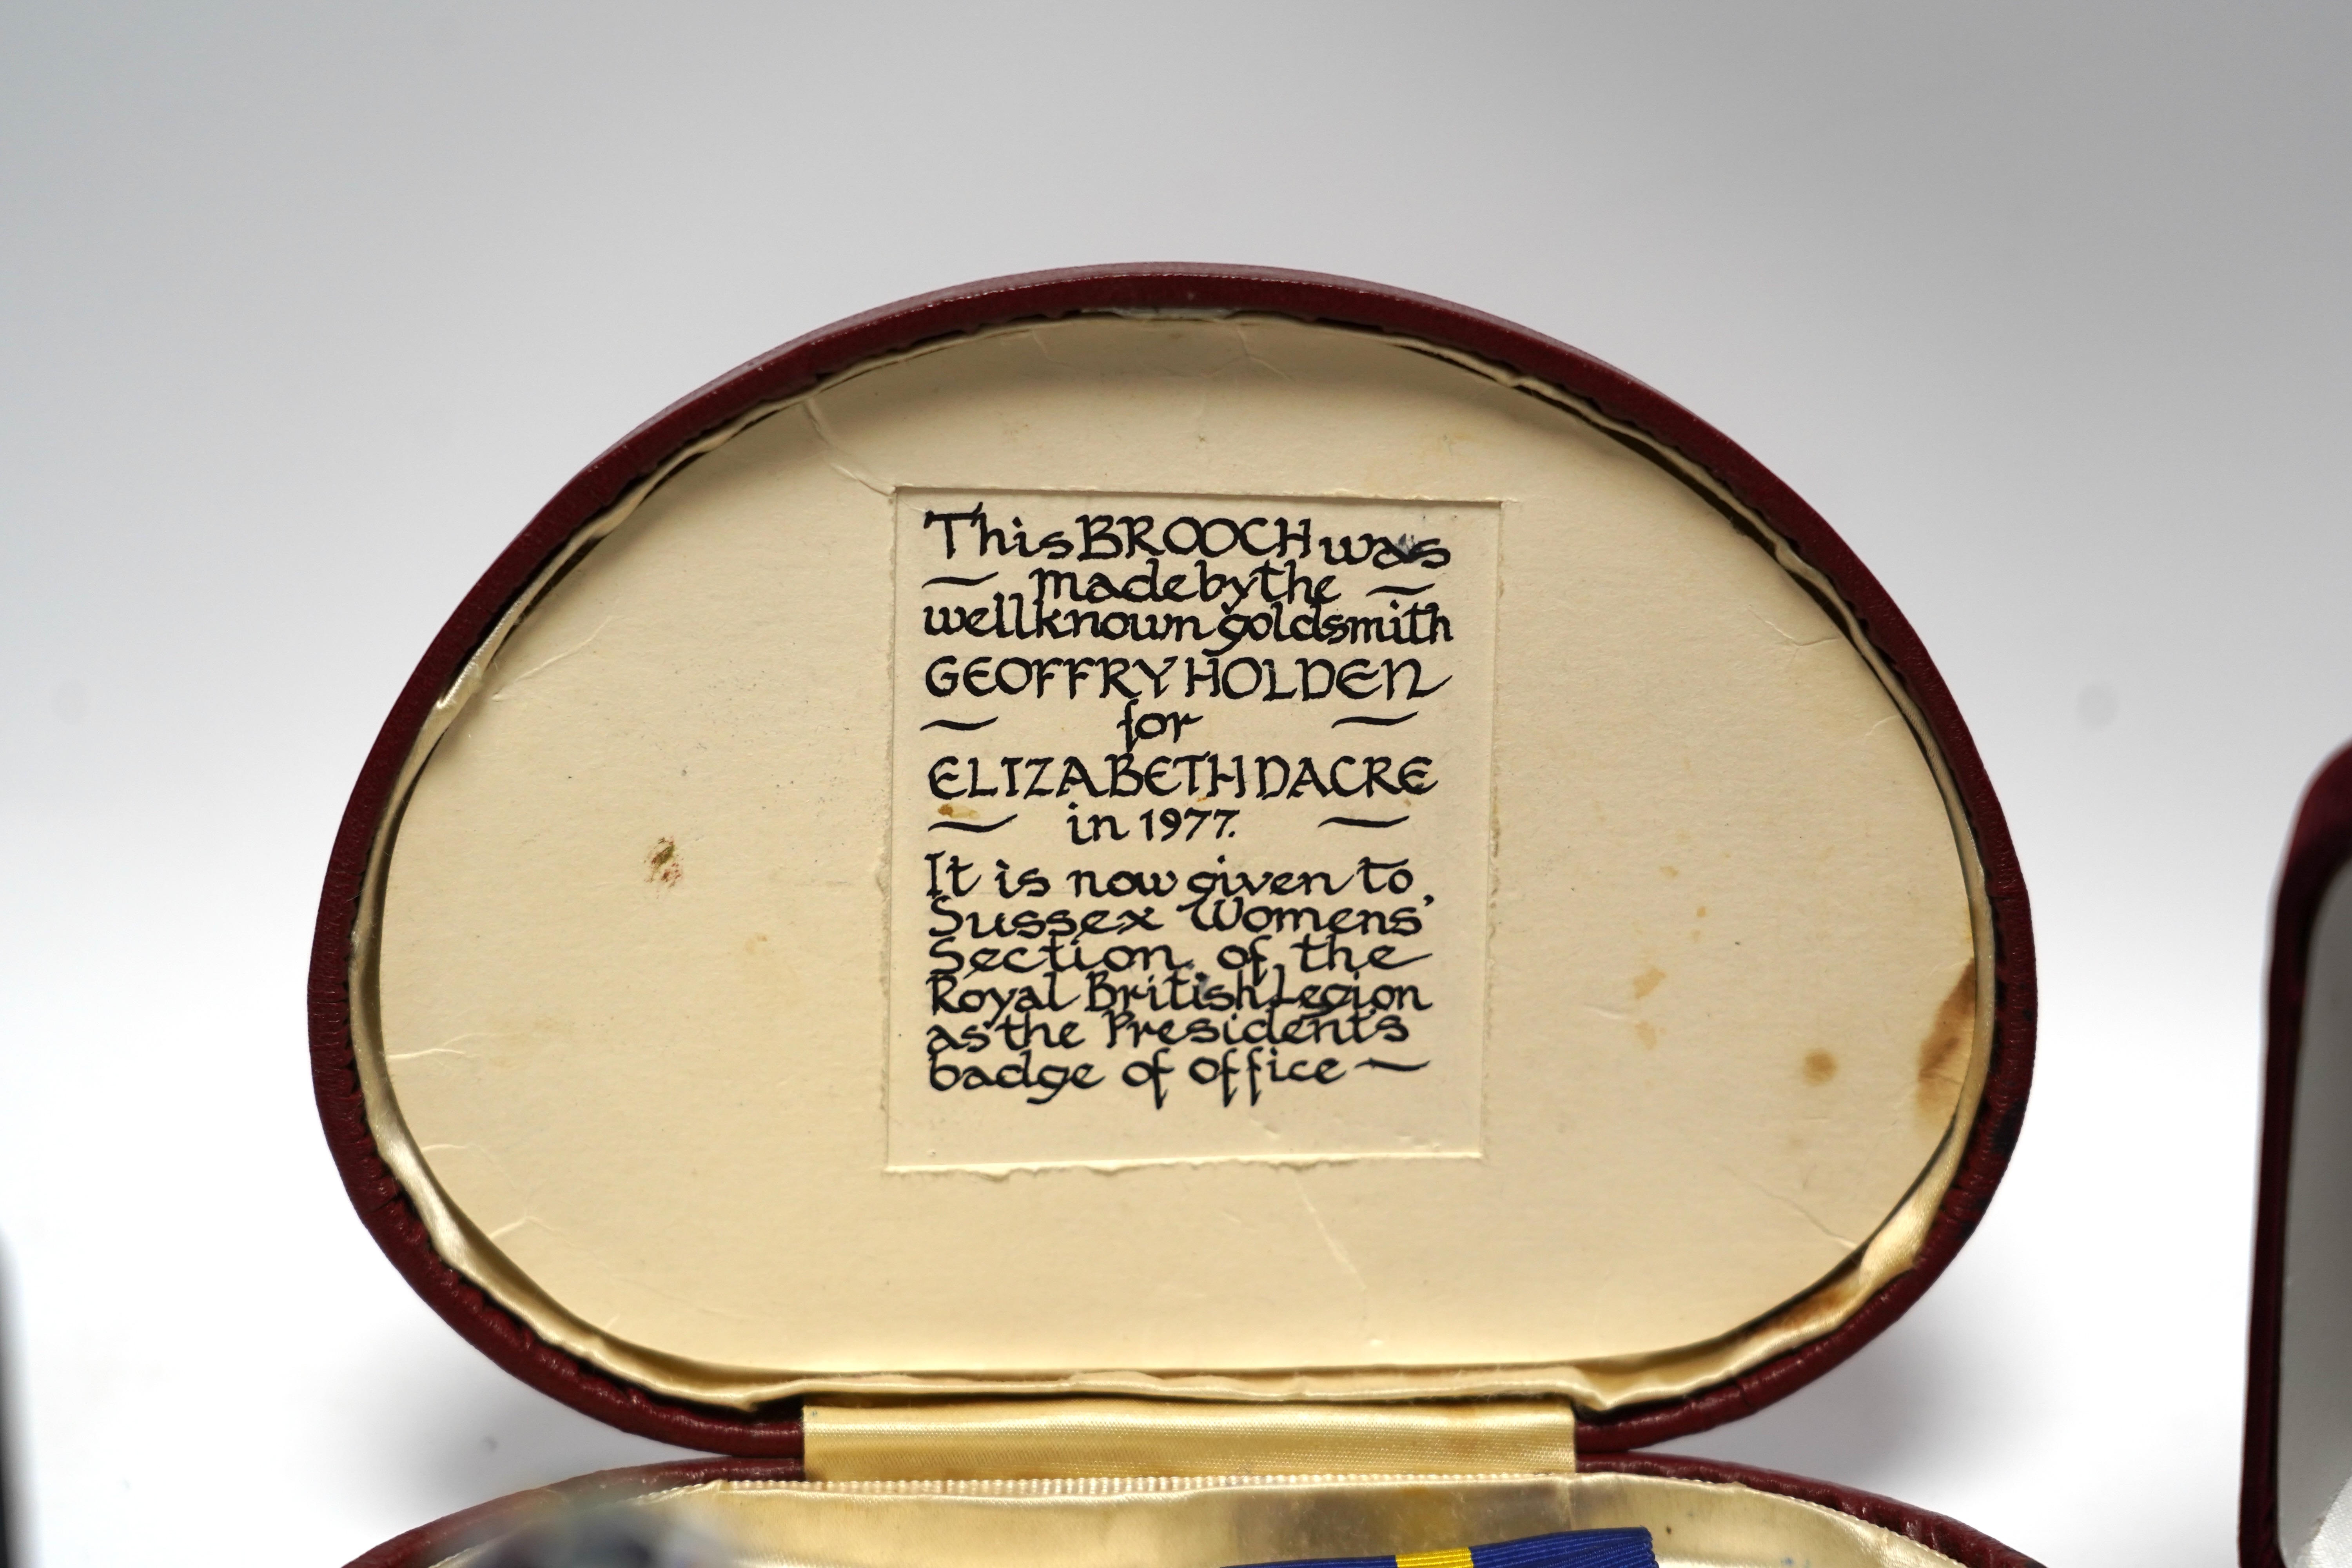 This BROOCH was
~ made by the ~
wellknown goldsmith
GEOFFRY HOLDEN
~ for ~
ELIZABETH DACRE
~ in 1977. ~
It is now given to
Sussex Womens'
Section of the
Royal British Legion
as the President's
badge of office ~